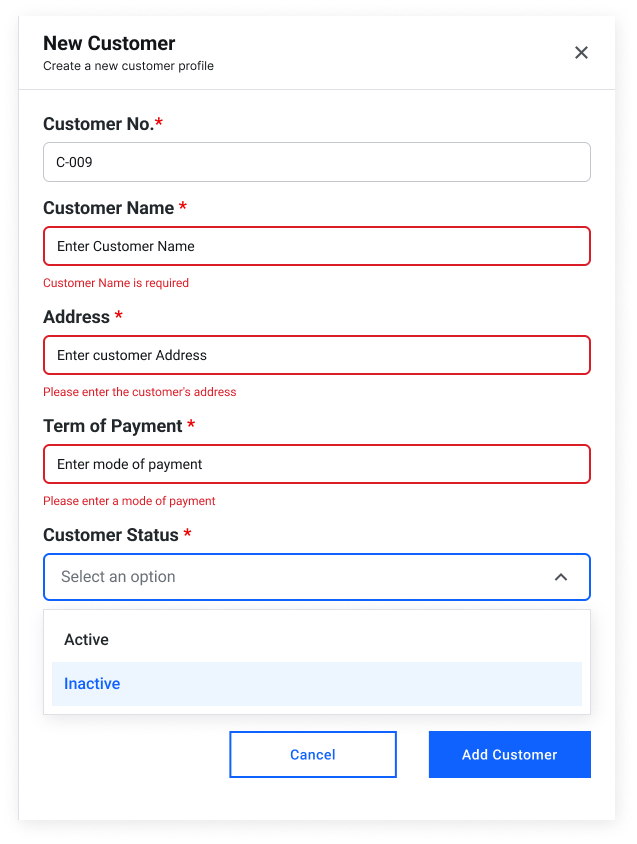 New Customer
Create a new customer profile
Customer No.*
C-009
Customer Name *
Enter Customer Name
Customer Name is required
Address *
Enter customer Address
Please enter the customer's address
Term of Payment *
Enter mode of payment
Please enter a mode of payment
Customer Status *
Select an option
Active
Inactive
Cancel Add Customer